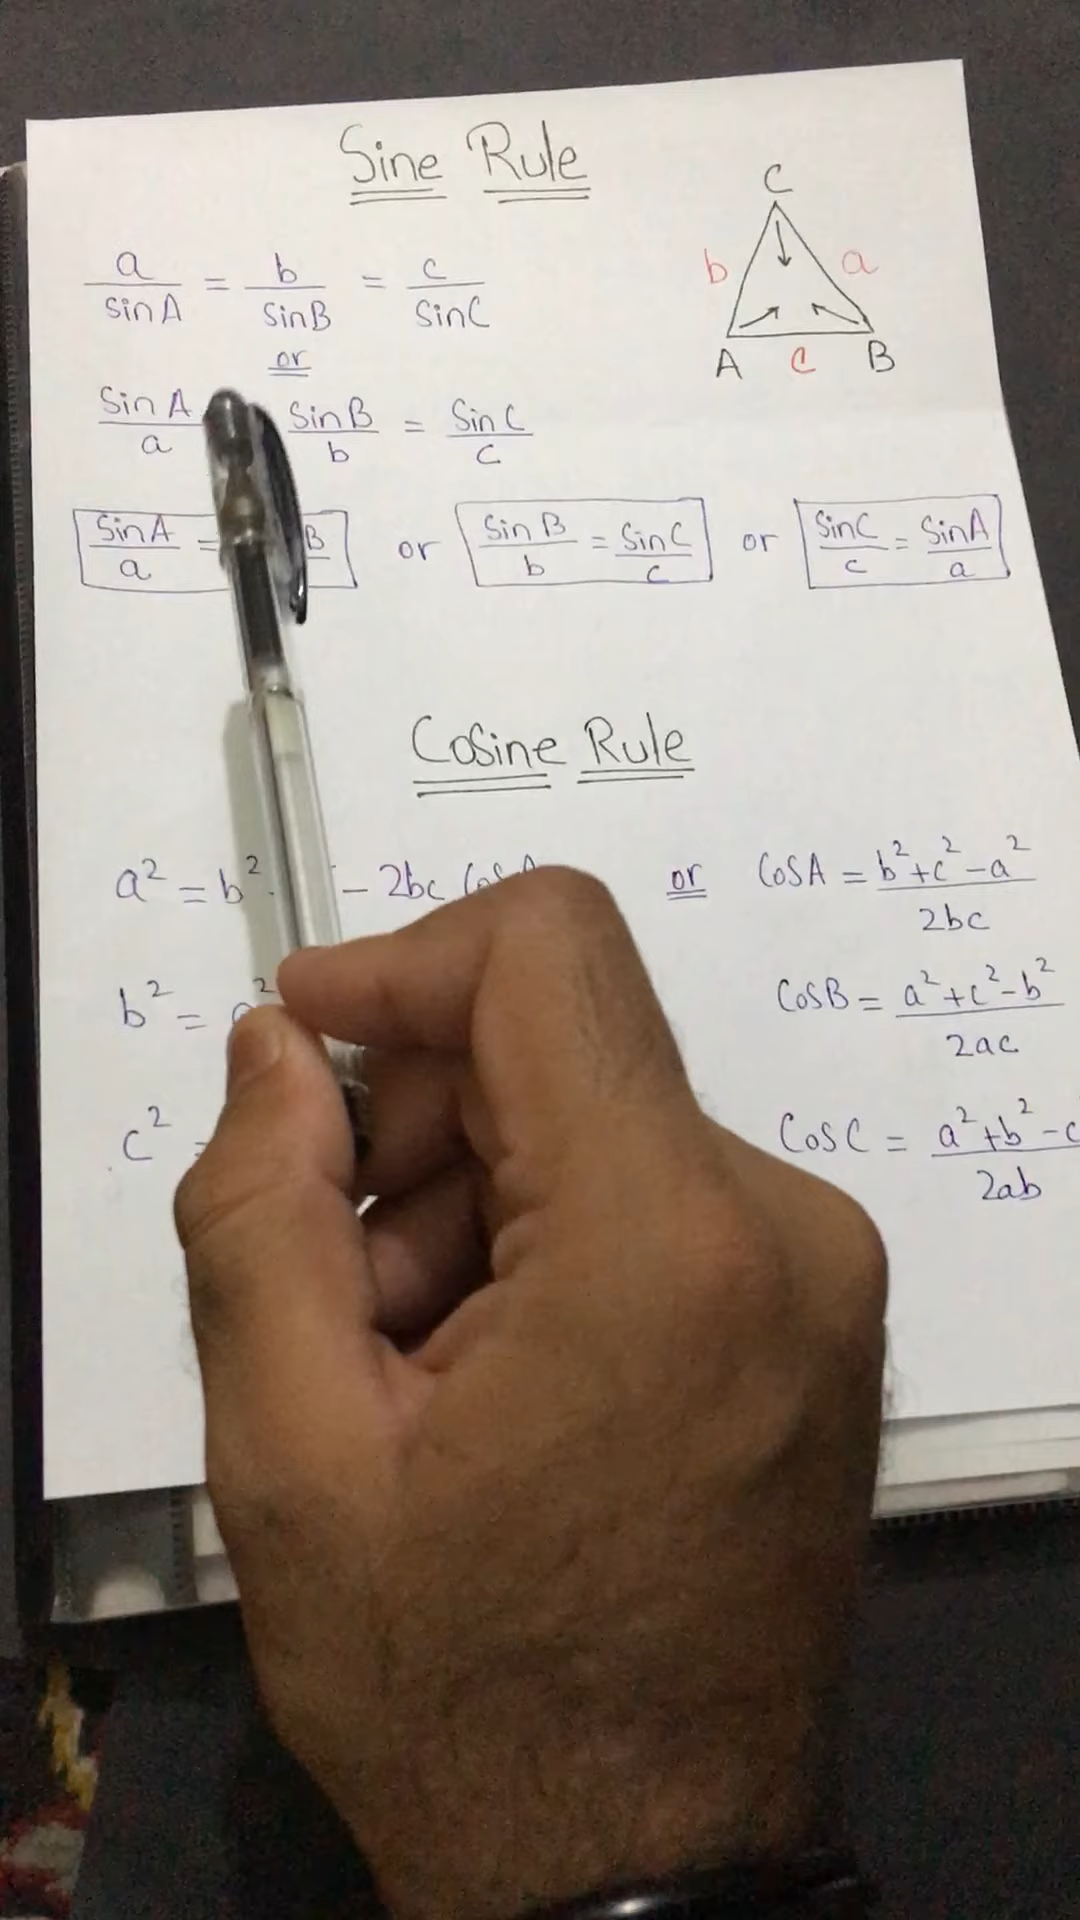 Sine Rule
C
b a
A c B
a/sinA = b/sinB = c/sinC
or
SinA/a SinB/b = SinC/c
SinA/a = B or SinB/b = SinC/c or SinC/c = SinA/a
Cosine Rule
a² = b² – 2bc Cos A or CosA = b²+c²–a²/2bc
b² = a² CosB = a²+c²–b²/2ac
c² = CosC = a²+b²–c/2ab